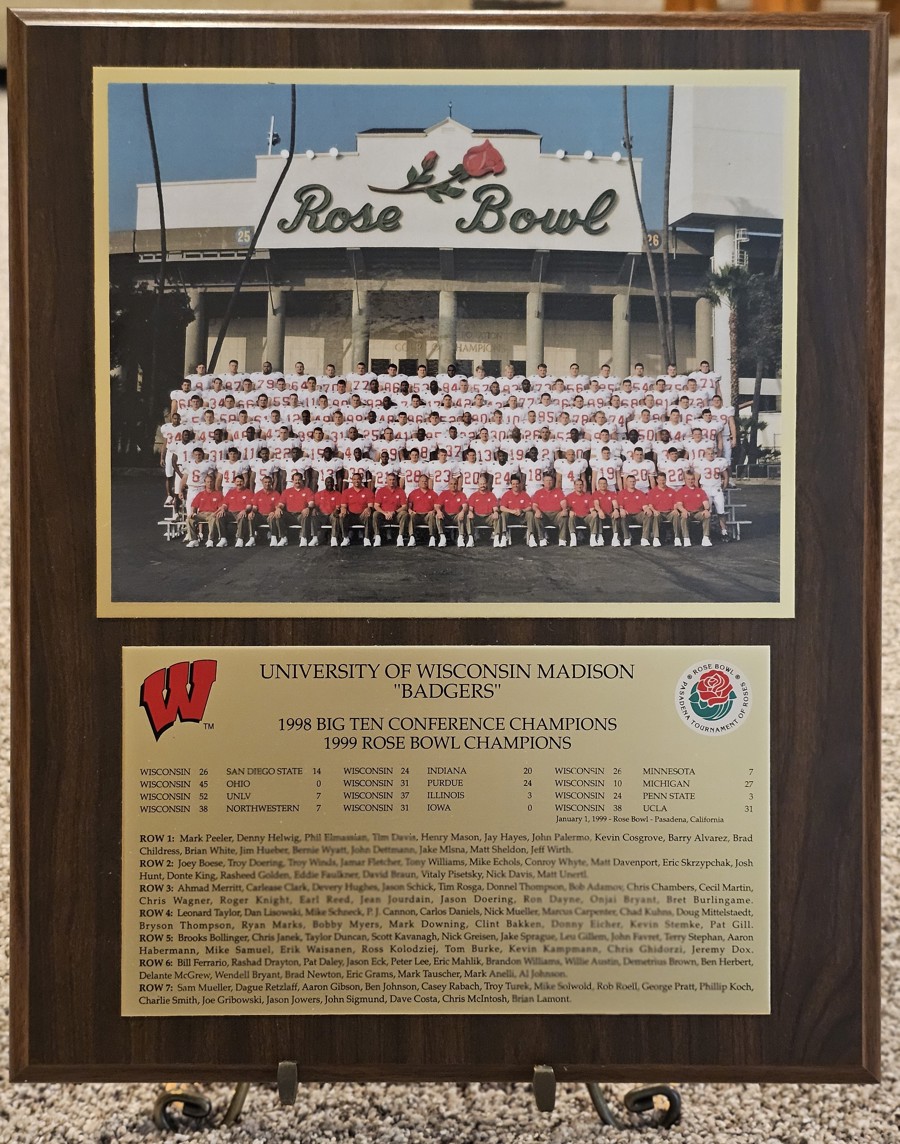 Rose Bowl
25
26
W
TM
UNIVERSITY OF WISCONSIN MADISON
"BADGERS"
1998 BIG TEN CONFERENCE CHAMPIONS
1999 ROSE BOWL CHAMPIONS
ROSE BOWL
PASADENA TOURNAMENT OF ROSES
WISCONSIN 26 SAN DIEGO STATE 14 WISCONSIN 24 INDIANA 20 WISCONSIN 26 MINNESOTA 7
WISCONSIN 45 OHIO 0 WISCONSIN 31 PURDUE 24 WISCONSIN 10 MICHIGAN 27
WISCONSIN 52 UNLV 7 WISCONSIN 37 ILLINOIS 3 WISCONSIN 24 PENN STATE 3
WISCONSIN 38 NORTHWESTERN 7 WISCONSIN 31 IOWA 0 WISCONSIN 38 UCLA 31
January 1, 1999 - Rose Bowl - Pasadena, California
ROW 1: Mark Peeler, Denny Helwig, Phil Elmassian, Tim Davis, Henry Mason, Jay Hayes, John Palermo, Kevin Cosgrove, Barry Alvarez, Brad
Childress, Brian White, Jim Hueber, Bernie Wyatt, John Dettmann, Jake Mlsna, Matt Sheldon, Jeff Wirth.
ROW 2: Joey Boese, Troy Doering, Troy Winds, Jamar Fletcher, Tony Williams, Mike Echols, Conroy Whyte, Matt Davenport, Eric Skrzypchak, Josh
Hunt, Donte King, Rasheed Golden, Eddie Faulkner, David Braun, Vitaly Pisetsky, Nick Davis, Matt Unertl.
ROW 3: Ahmad Merritt, Carlease Clark, Devery Hughes, Jason Schick, Tim Rosga, Donnel Thompson, Bob Adamov, Chris Chambers, Cecil Martin,
Chris Wagner, Roger Knight, Earl Reed, Jean Jourdain, Jason Doering, Ron Dayne, Onjai Bryant, Bret Burlingame.
ROW 4: Leonard Taylor, Dan Lisowski, Mike Schneck, P. J. Cannon, Carlos Daniels, Nick Mueller, Marcus Carpenter, Chad Kuhns, Doug Mittelstaedt,
Bryson Thompson, Ryan Marks, Bobby Myers, Mark Downing, Clint Bakken, Donny Eicher, Kevin Stemke, Pat Gill.
ROW 5: Brooks Bollinger, Chris Janek, Taylor Duncan, Scott Kavanagh, Nick Greisen, Jake Sprague, Leu Gillem, John Favret, Terry Stephan, Aaron
Habermann, Mike Samuel, Erik Waisanen, Ross Kolodziej, Tom Burke, Kevin Kampmann, Chris Ghidorzi, Jeremy Dox.
ROW 6: Bill Ferrario, Rashad Drayton, Pat Daley, Jason Eck, Peter Lee, Eric Mahlik, Brandon Williams, Willie Austin, Demetrius Brown, Ben Herbert,
Delante McGrew, Wendell Bryant, Brad Newton, Eric Grams, Mark Tauscher, Mark Anelli, Al Johnson.
ROW 7: Sam Mueller, Dague Retzlaff, Aaron Gibson, Ben Johnson, Casey Rabach, Troy Turek, Mike Solwold, Rob Roell, George Pratt, Phillip Koch,
Charlie Smith, Joe Gribowski, Jason Jowers, John Sigmund, Dave Costa, Chris McIntosh, Brian Lamont.